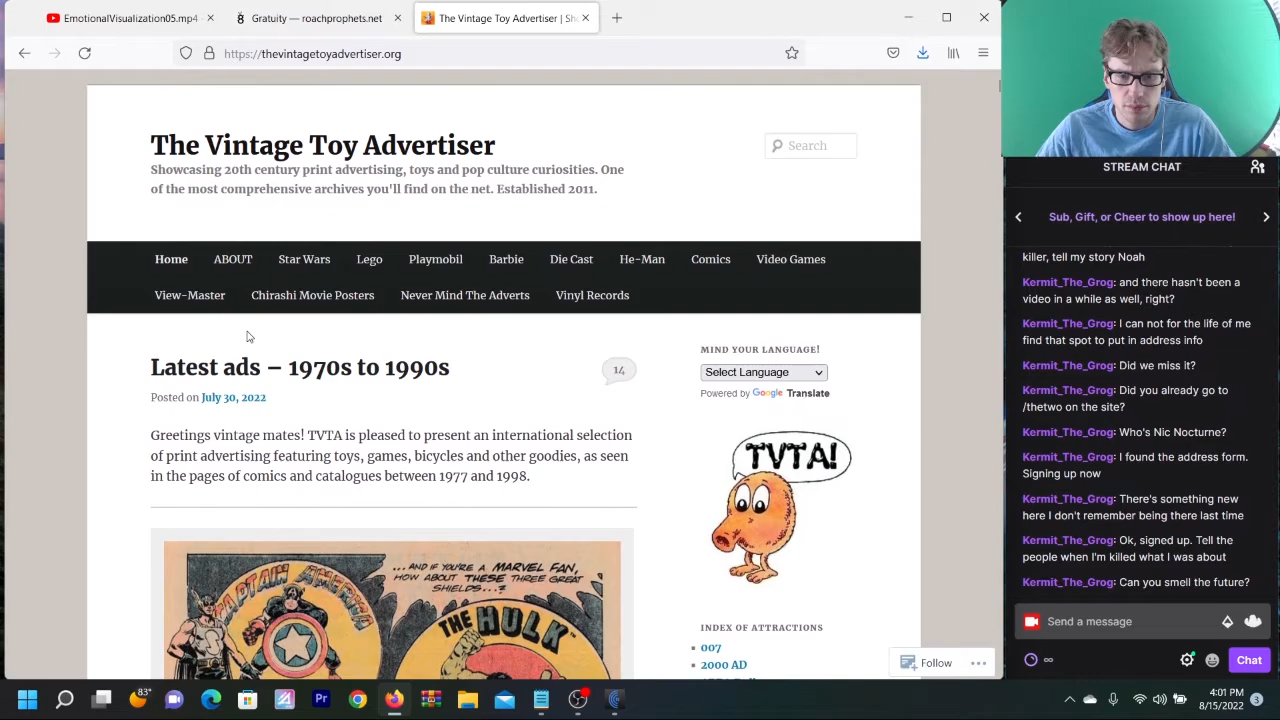 EmotionalVisualization05.mp4
Gratuity — roachprophets.net
The Vintage Toy Advertiser | Sho
https://thevintagetoyadvertiser.org
The Vintage Toy Advertiser
Showcasing 20th century print advertising, toys and pop culture curiosities. One
of the most comprehensive archives you'll find on the net. Established 2011.
Search
Home ABOUT Star Wars Lego Playmobil Barbie Die Cast He-Man Comics Video Games
View-Master Chirashi Movie Posters Never Mind The Adverts Vinyl Records
Latest ads – 1970s to 1990s
14
Posted on July 30, 2022
Greetings vintage mates! TVTA is pleased to present an international selection
of print advertising featuring toys, games, bicycles and other goodies, as seen
in the pages of comics and catalogues between 1977 and 1998.
CAPTAIN AMERICA
...AND IF YOU'RE A MARVEL FAN,
HOW ABOUT THESE THREE GREAT
SHIELDS...?
THE HULK
MIND YOUR LANGUAGE!
Select Language
Powered by Google Translate
TVTA!
INDEX OF ATTRACTIONS
007
2000 AD
Follow
STREAM CHAT
Sub, Gift, or Cheer to show up here!
killer, tell my story Noah
Kermit_The_Grog: and there hasn't been a
video in a while as well, right?
Kermit_The_Grog: I can not for the life of me
find that spot to put in address info
Kermit_The_Grog: Did we miss it?
Kermit_The_Grog: Did you already go to
/thetwo on the site?
Kermit_The_Grog: Who's Nic Nocturne?
Kermit_The_Grog: I found the address form.
Signing up now
Kermit_The_Grog: There's something new
here I don't remember being there last time
Kermit_The_Grog: Ok, signed up. Tell the
people when I'm killed what I was about
Kermit_The_Grog: Can you smell the future?
Send a message
Chat
83°
Pr
4:01 PM
8/15/2022
3